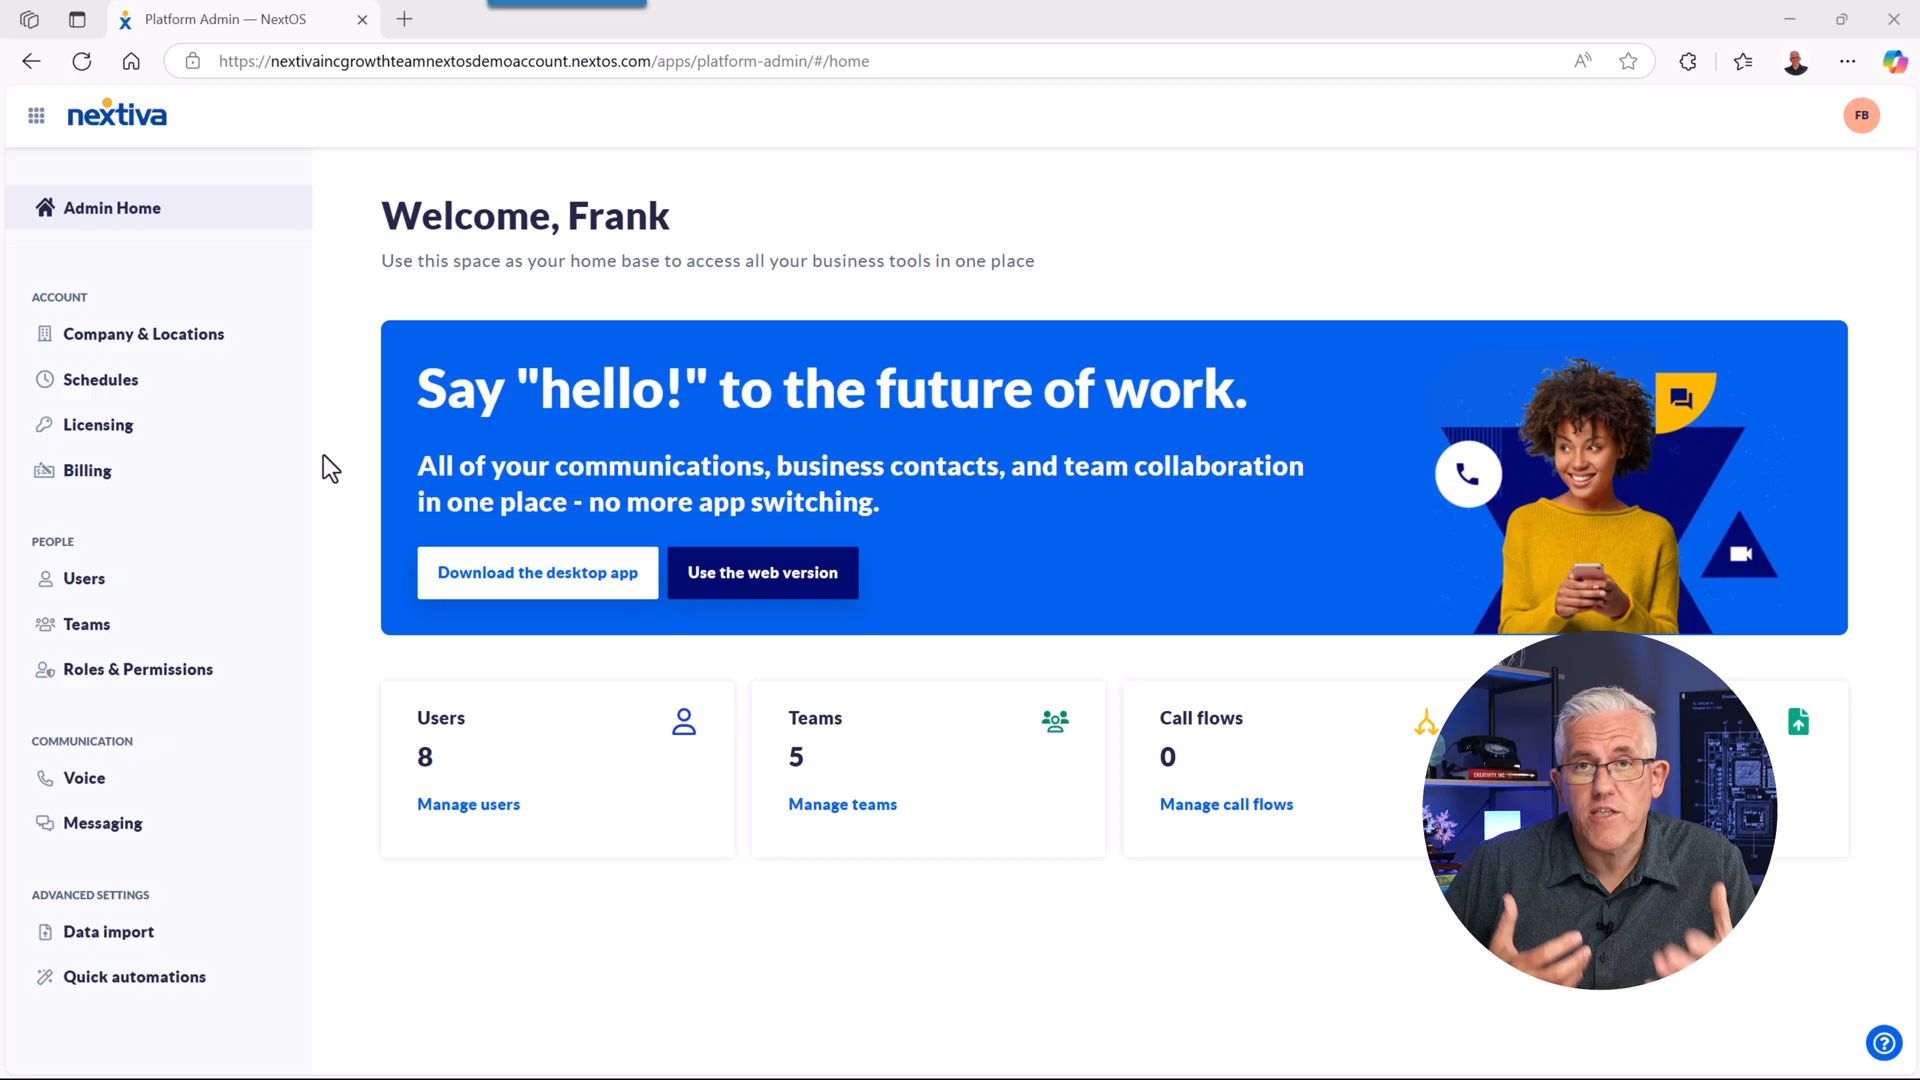 Platform Admin — NextOS
https://nextivaincgrowthteamnextosdemoaccount.nextos.com/apps/platform-admin/#/home
nextiva
FB
Admin Home
Welcome, Frank
Use this space as your home base to access all your business tools in one place
ACCOUNT
Company & Locations
Schedules
Licensing
Billing
Say "hello!" to the future of work.
All of your communications, business contacts, and team collaboration
in one place - no more app switching.
Download the desktop app
Use the web version
PEOPLE
Users
Teams
Roles & Permissions
Users
8
Manage users
Teams
5
Manage teams
Call flows
0
Manage call flows
COMMUNICATION
Voice
Messaging
ADVANCED SETTINGS
Data import
Quick automations
CREATIVITY, INC.